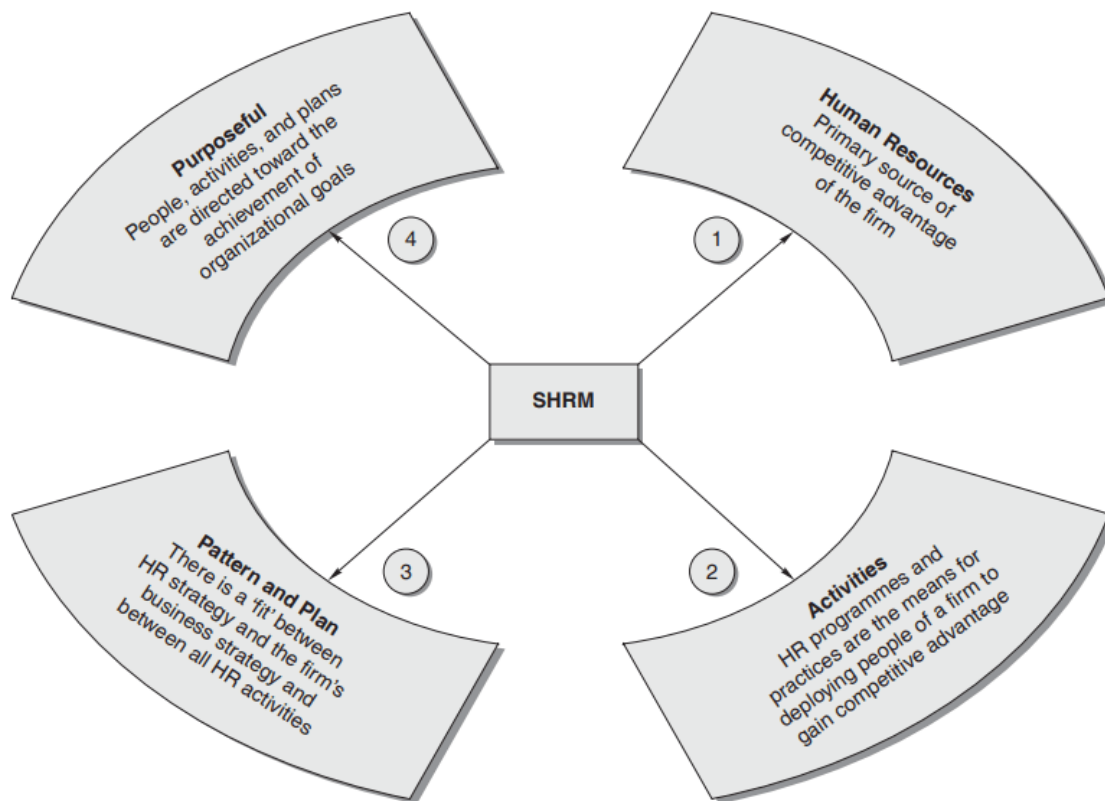 Purposeful
People, activities, and plans
are directed toward the
achievement of
organizational goals
4
Human Resources
Primary source of
competitive advantage
of the firm
1
SHRM
Pattern and Plan
There is a ‘fit’ between
HR strategy and the firm’s
business strategy and
between all HR activities
3
Activities
HR programmes and
practices are the means for
deploying people of a firm to
gain competitive advantage
2